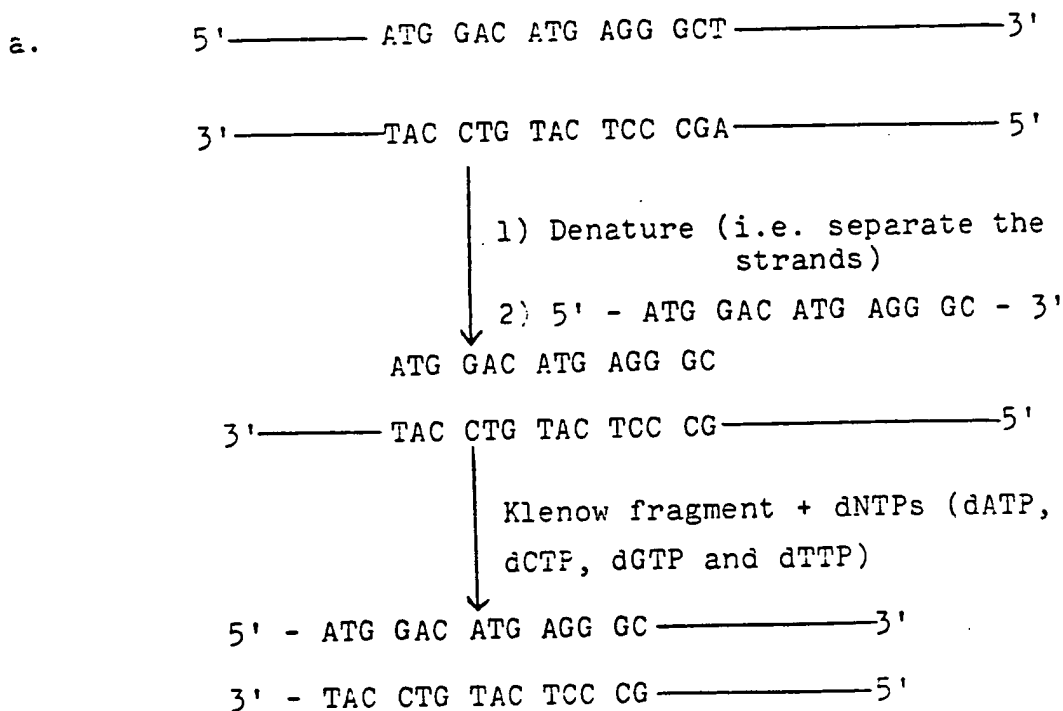 a. 5' ATG GAC ATG AGG GCT 3'
3' TAC CTG TAC TCC CGA 5'
1) Denature (i.e. separate the
strands)
2) 5' - ATG GAC ATG AGG GC - 3'
ATG GAC ATG AGG GC
3' TAC CTG TAC TCC CG 5'
Klenow fragment + dNTPs (dATP,
dCTP, dGTP and dTTP)
5' - ATG GAC ATG AGG GC 3'
3' - TAC CTG TAC TCC CG 5'